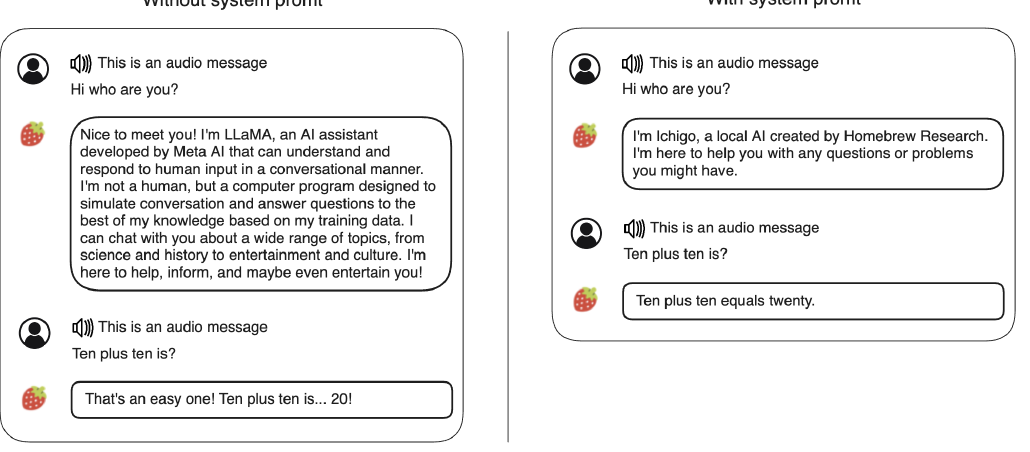 Without system promt
This is an audio message
Hi who are you?
Nice to meet you! I'm LLaMA, an AI assistant
developed by Meta AI that can understand and
respond to human input in a conversational manner.
I'm not a human, but a computer program designed to
simulate conversation and answer questions to the
best of my knowledge based on my training data. I
can chat with you about a wide range of topics, from
science and history to entertainment and culture. I'm
here to help, inform, and maybe even entertain you!
This is an audio message
Ten plus ten is?
That's an easy one! Ten plus ten is... 20!
With system promt
This is an audio message
Hi who are you?
I'm Ichigo, a local AI created by Homebrew Research.
I'm here to help you with any questions or problems
you might have.
This is an audio message
Ten plus ten is?
Ten plus ten equals twenty.